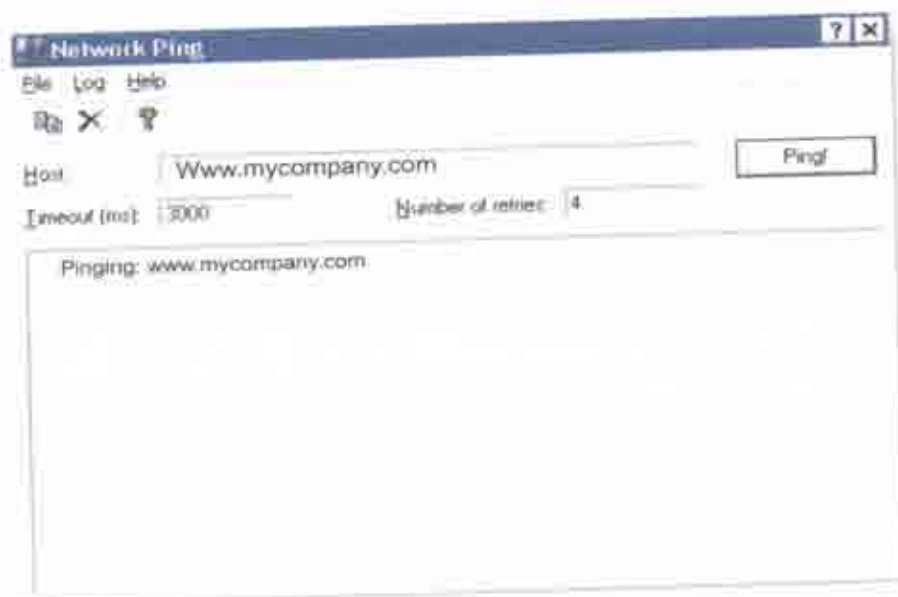 Network Ping
File Log Help
Host Www.mycompany.com Ping!
Timeout (ms): 3000 Number of retries: 4
Pinging: www.mycompany.com